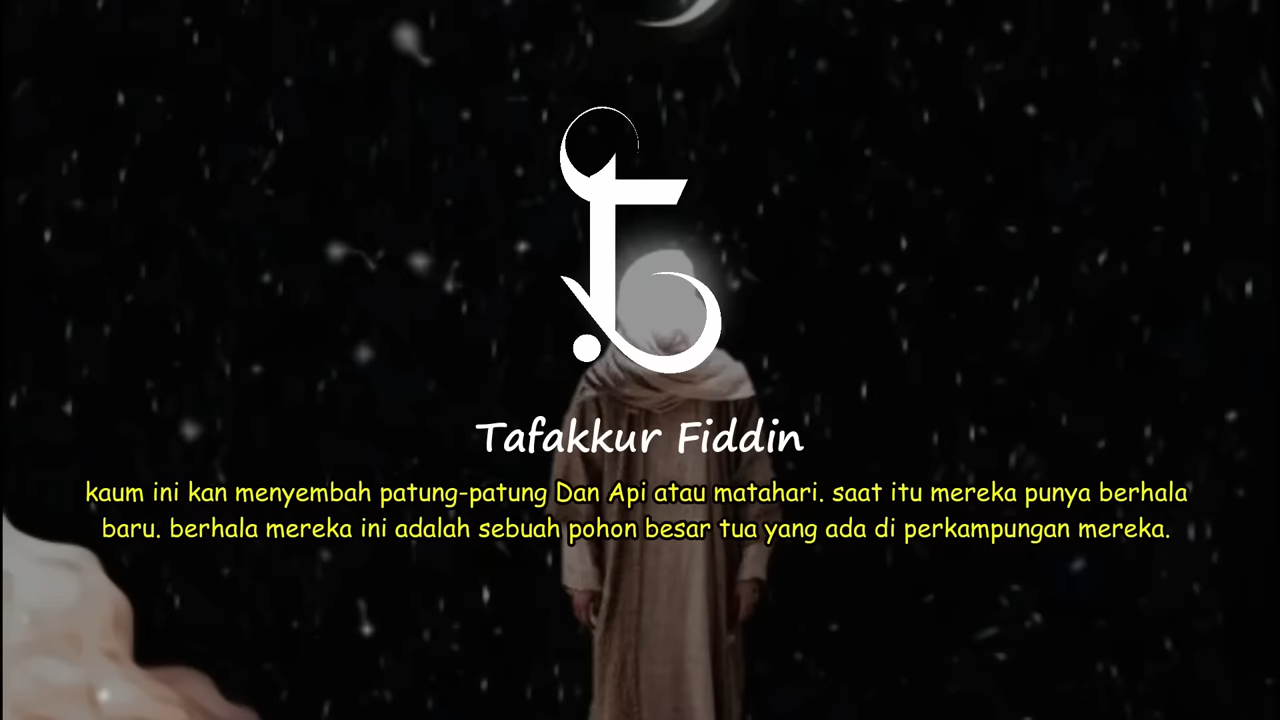 Tafakkur Fiddin
kaum ini kan menyembah patung-patung Dan Api atau matahari. saat itu mereka punya berhala
baru. berhala mereka ini adalah sebuah pohon besar tua yang ada di perkampungan mereka.